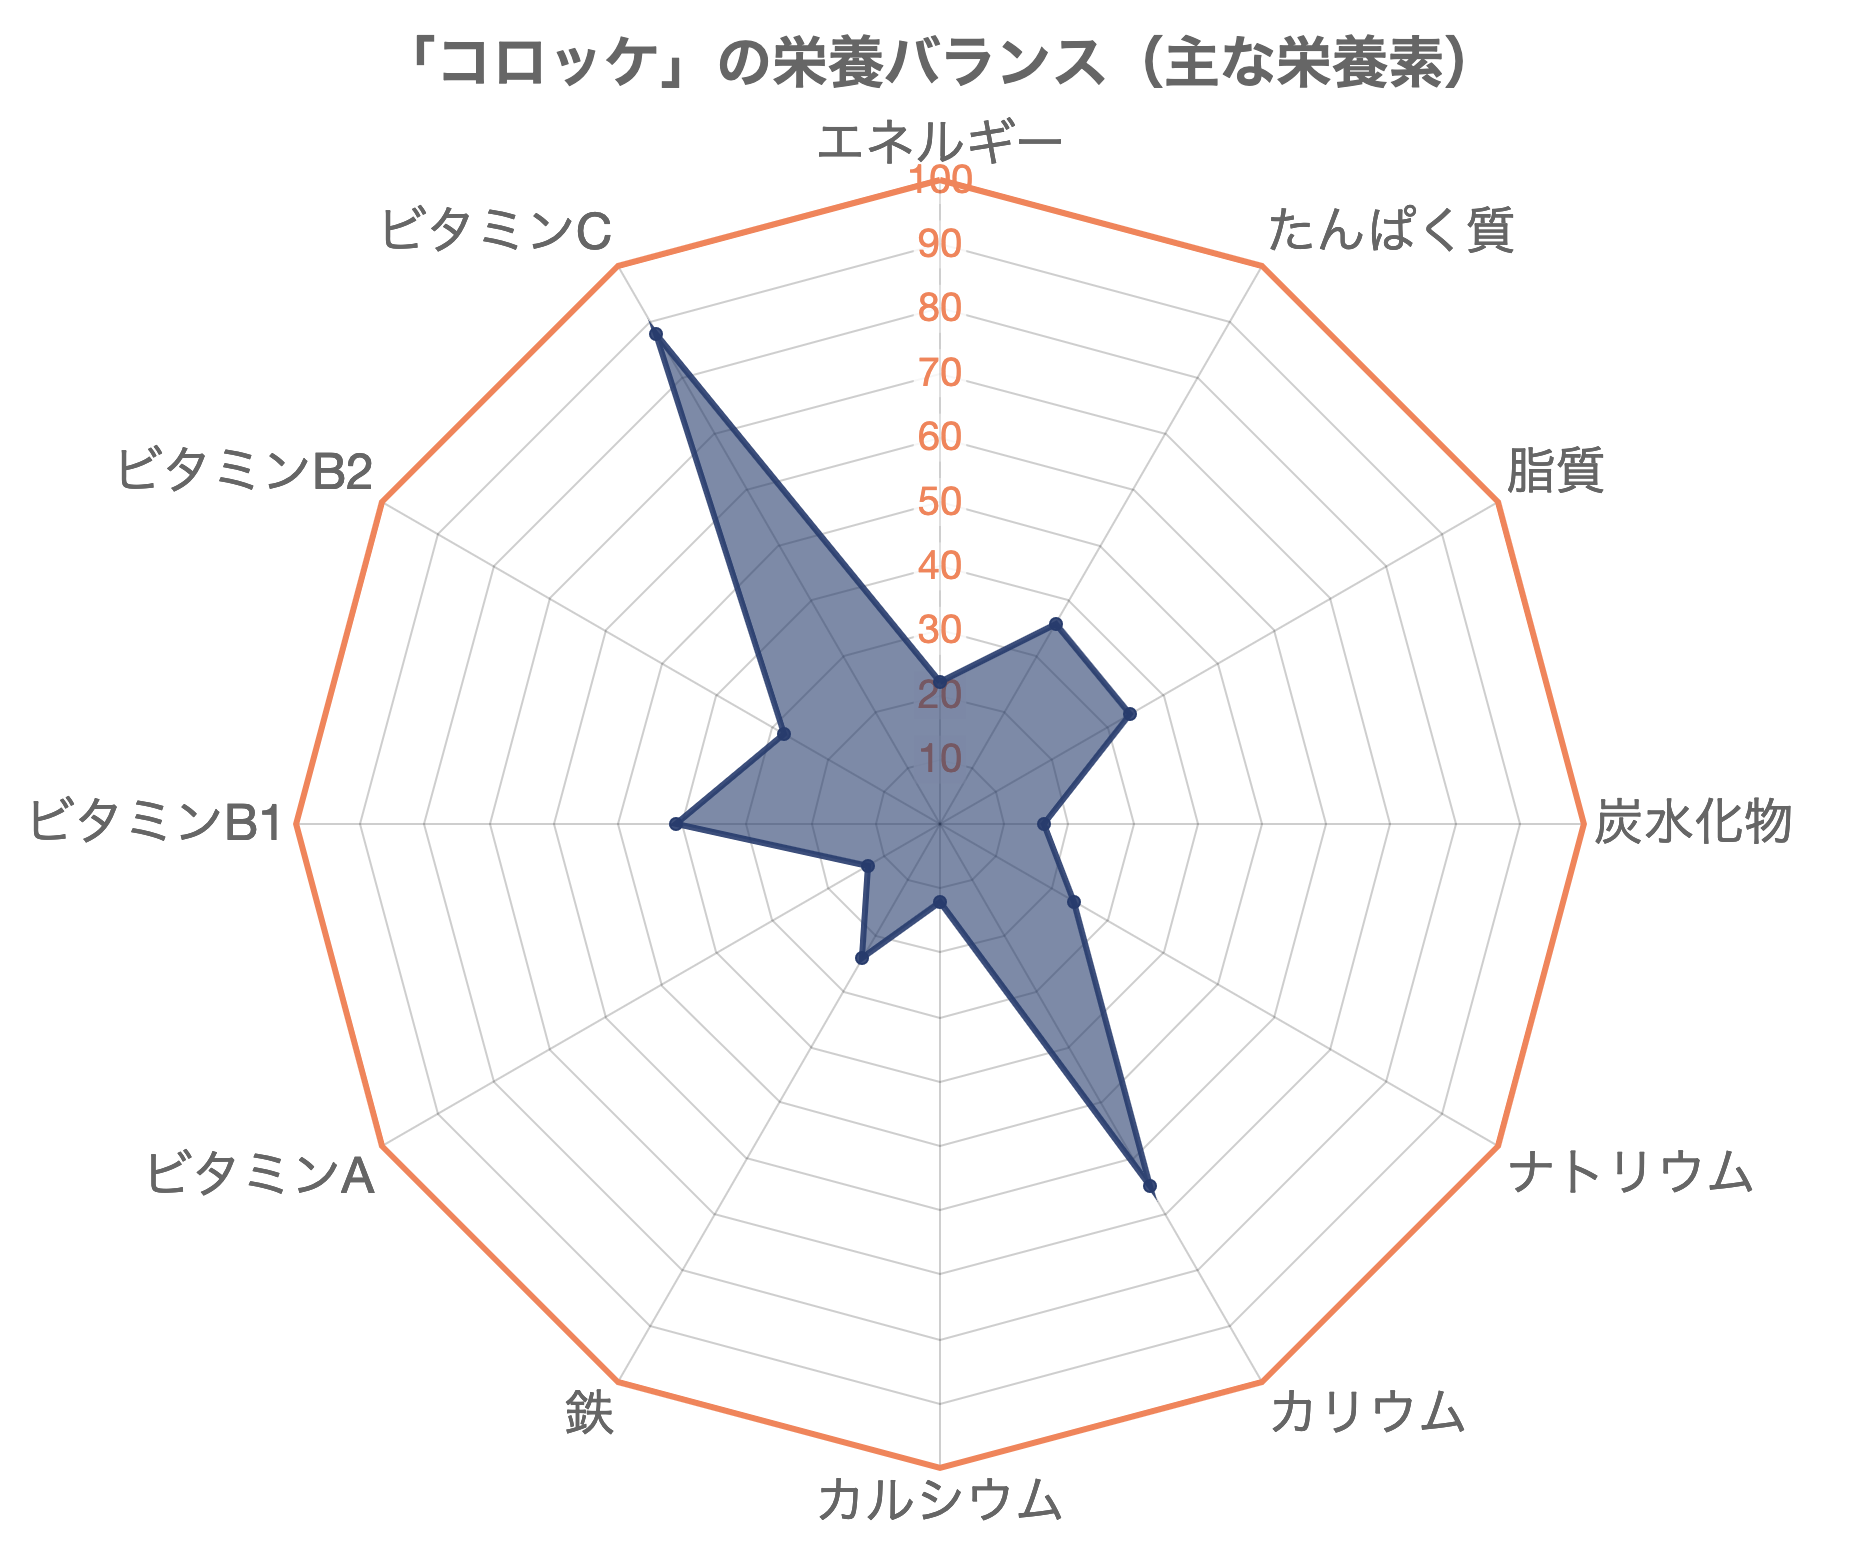 「コロッケ」の栄養バランス（主な栄養素）
エネルギー
100
90
80
70
60
50
40
30
20
10
たんぱく質
脂質
炭水化物
ナトリウム
カリウム
カルシウム
鉄
ビタミンA
ビタミンB1
ビタミンB2
ビタミンC